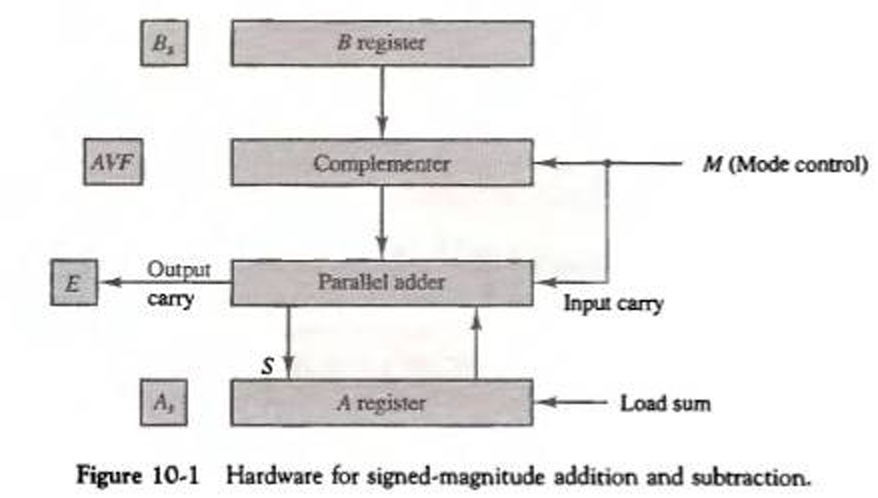 B_s
B register
AVF
Complementer
M (Mode control)
E
Output
carry
Parallel adder
Input carry
S
A_s
A register
Load sum
Figure 10-1 Hardware for signed-magnitude addition and subtraction.